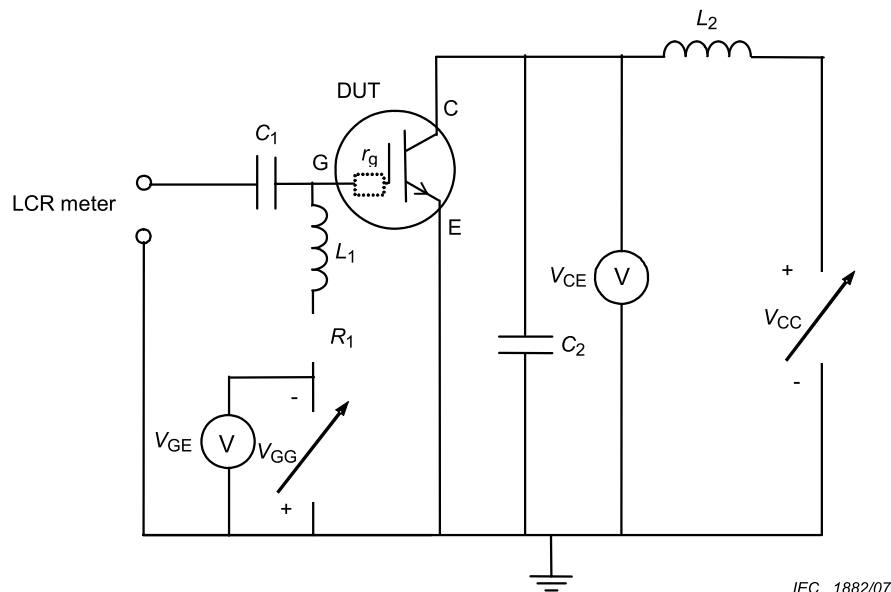 L2
DUT
C
C1
G
rg
LCR meter
E
L1
+
VCE
V
VCC
R1
C2
-
-
VGE
V
VGG
+
IEC 1882/07